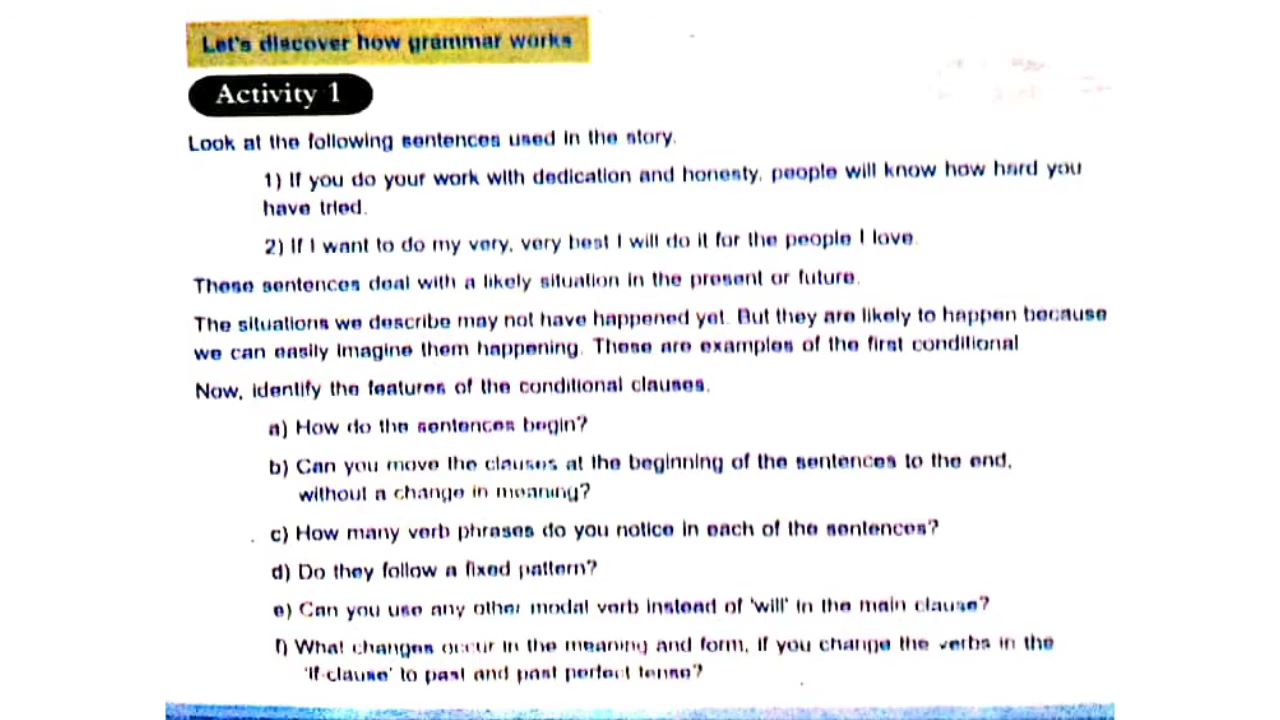 Let's discover how grammar works
Activity 1
Look at the following sentences used in the story.
1) If you do your work with dedication and honesty, people will know how hard you
have tried.
2) If I want to do my very, very best I will do it for the people I love.
These sentences deal with a likely situation in the present or future.
The situations we describe may not have happened yet. But they are likely to happen because
we can easily imagine them happening. These are examples of the first conditional
Now, identify the features of the conditional clauses.
a) How do the sentences begin?
b) Can you move the clauses at the beginning of the sentences to the end,
without a change in meaning?
c) How many verb phrases do you notice in each of the sentences?
d) Do they follow a fixed pattern?
e) Can you use any other modal verb instead of 'will' in the main clause?
f) What changes occur in the meaning and form, if you change the verbs in the
'if-clause' to past and past perfect tense?